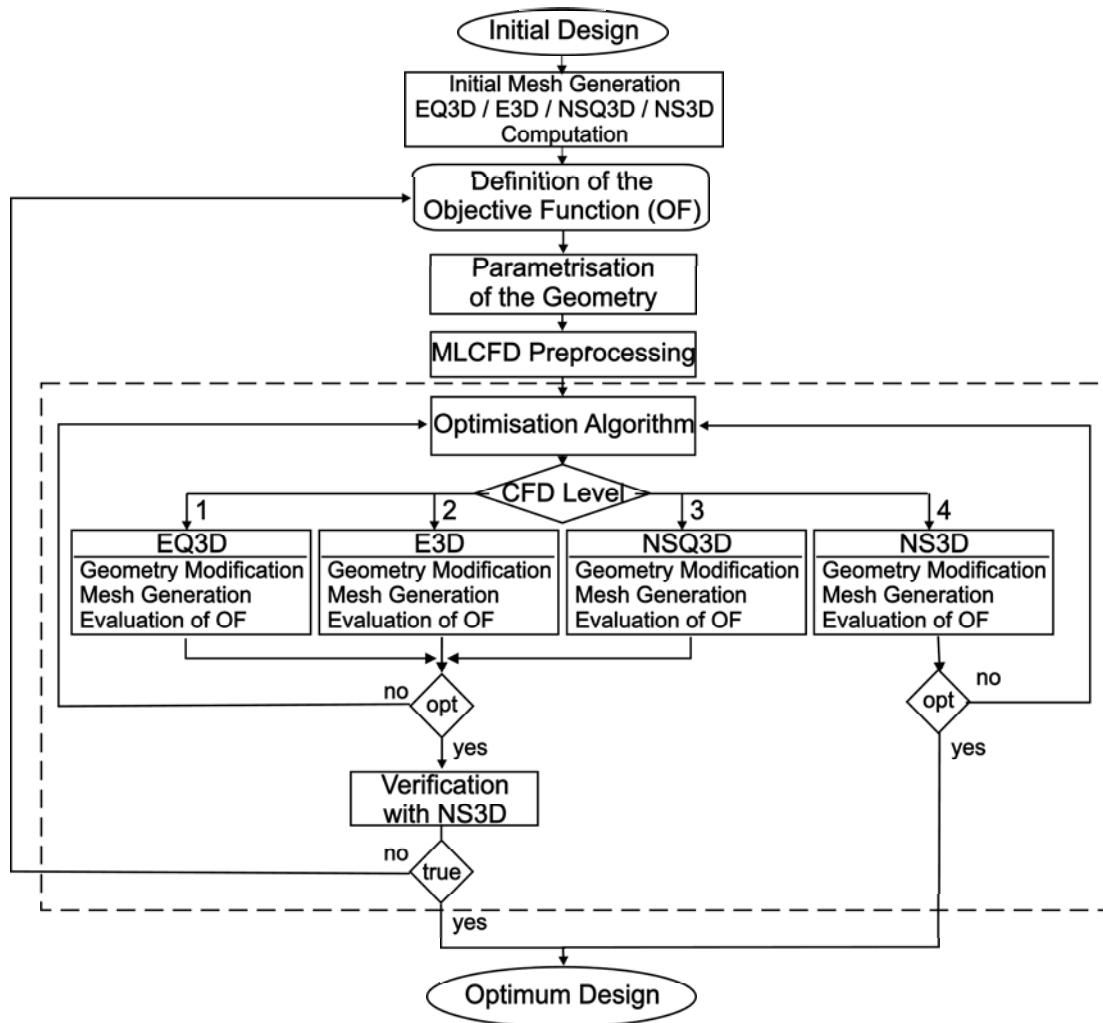 Initial Design
Initial Mesh Generation
EQ3D / E3D / NSQ3D / NS3D
Computation
Definition of the
Objective Function (OF)
Parametrisation
of the Geometry
MLCFD Preprocessing
Optimisation Algorithm
CFD Level
1
2
3
4
EQ3D
Geometry Modification
Mesh Generation
Evaluation of OF
E3D
Geometry Modification
Mesh Generation
Evaluation of OF
NSQ3D
Geometry Modification
Mesh Generation
Evaluation of OF
NS3D
Geometry Modification
Mesh Generation
Evaluation of OF
no
opt
yes
opt
no
yes
Verification
with NS3D
no
true
yes
Optimum Design